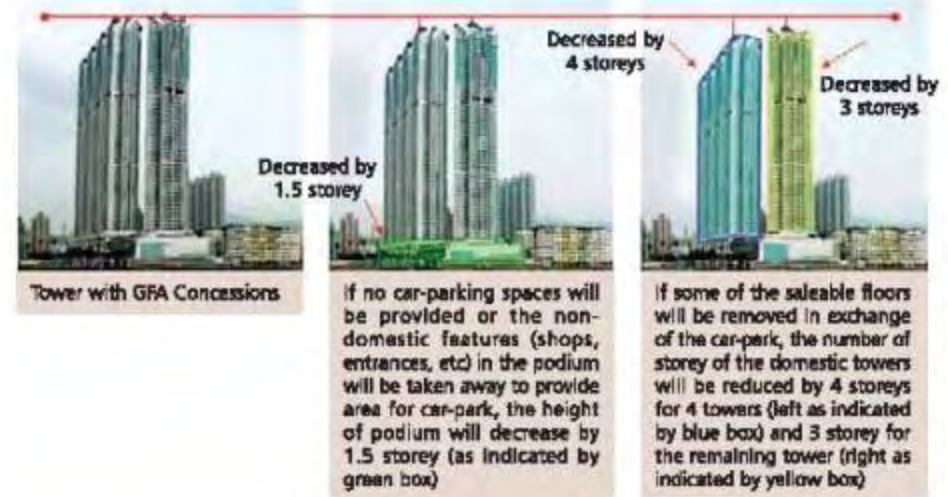 Decreased by
4 storeys
Decreased by
3 storeys
Decreased by
1.5 storey
Tower with GFA Concessions
If no car-parking spaces will
be provided or the non-
domestic features (shops,
entrances, etc) in the podium
will be taken away to provide
area for car-park, the height
of podium will decrease by
1.5 storey (as indicated by
green box)
If some of the saleable floors
will be removed in exchange
of the car-park, the number of
storey of the domestic towers
will be reduced by 4 storeys
for 4 towers (left as indicated
by blue box) and 3 storey for
the remaining tower (right as
indicated by yellow box)